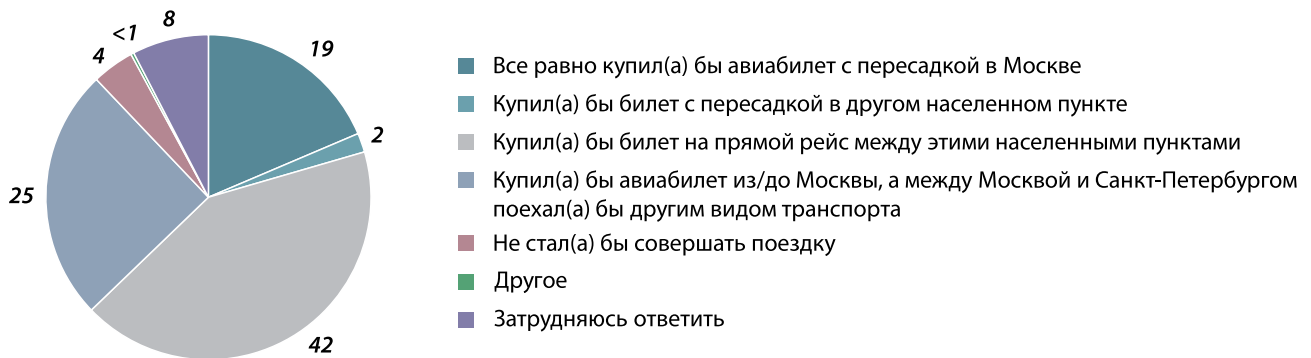 8
<1
4
19
2
25
42
Все равно купил(а) бы авиабилет с пересадкой в Москве
Купил(а) бы билет с пересадкой в другом населенном пункте
Купил(а) бы билет на прямой рейс между этими населенными пунктами
Купил(а) бы авиабилет из/до Москвы, а между Москвой и Санкт-Петербургом
поехал(а) бы другим видом транспорта
Не стал(а) бы совершать поездку
Другое
Затрудняюсь ответить